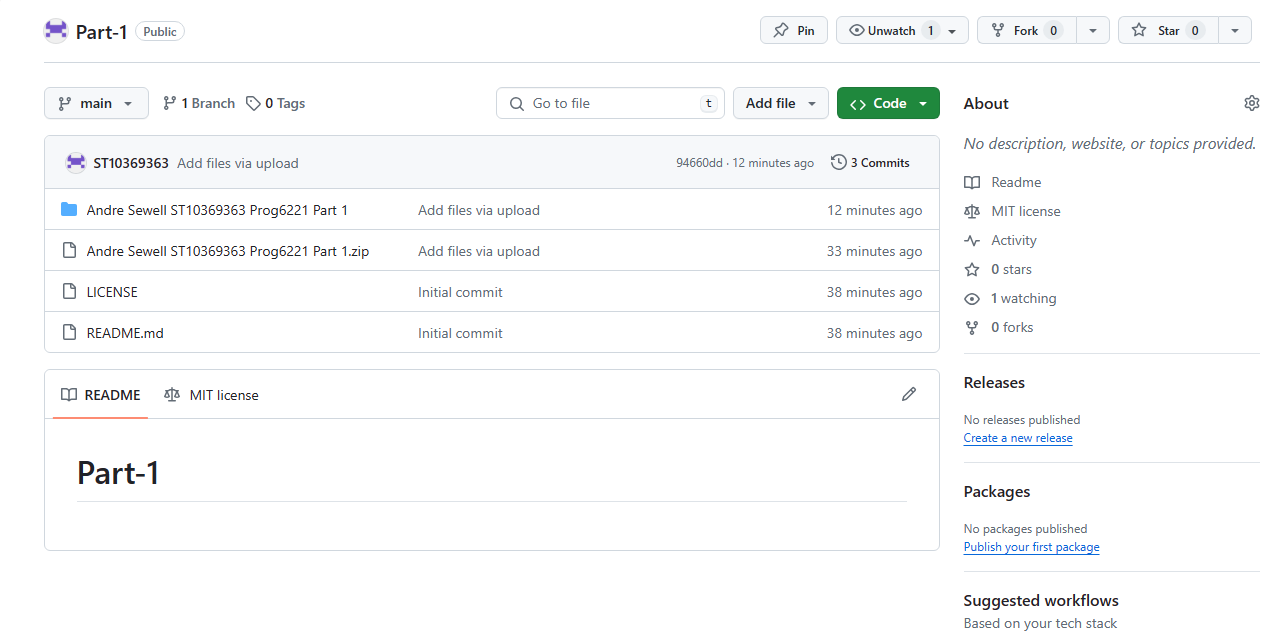 Part-1 Public Pin Unwatch 1 Fork 0 Star 0
main 1 Branch 0 Tags Go to file t Add file Code
ST10369363 Add files via upload 94660dd · 12 minutes ago 3 Commits
Andre Sewell ST10369363 Prog6221 Part 1 Add files via upload 12 minutes ago
Andre Sewell ST10369363 Prog6221 Part 1.zip Add files via upload 33 minutes ago
LICENSE Initial commit 38 minutes ago
README.md Initial commit 38 minutes ago
README MIT license
Part-1
About
No description, website, or topics provided.
Readme
MIT license
Activity
0 stars
1 watching
0 forks
Releases
No releases published
Create a new release
Packages
No packages published
Publish your first package
Suggested workflows
Based on your tech stack